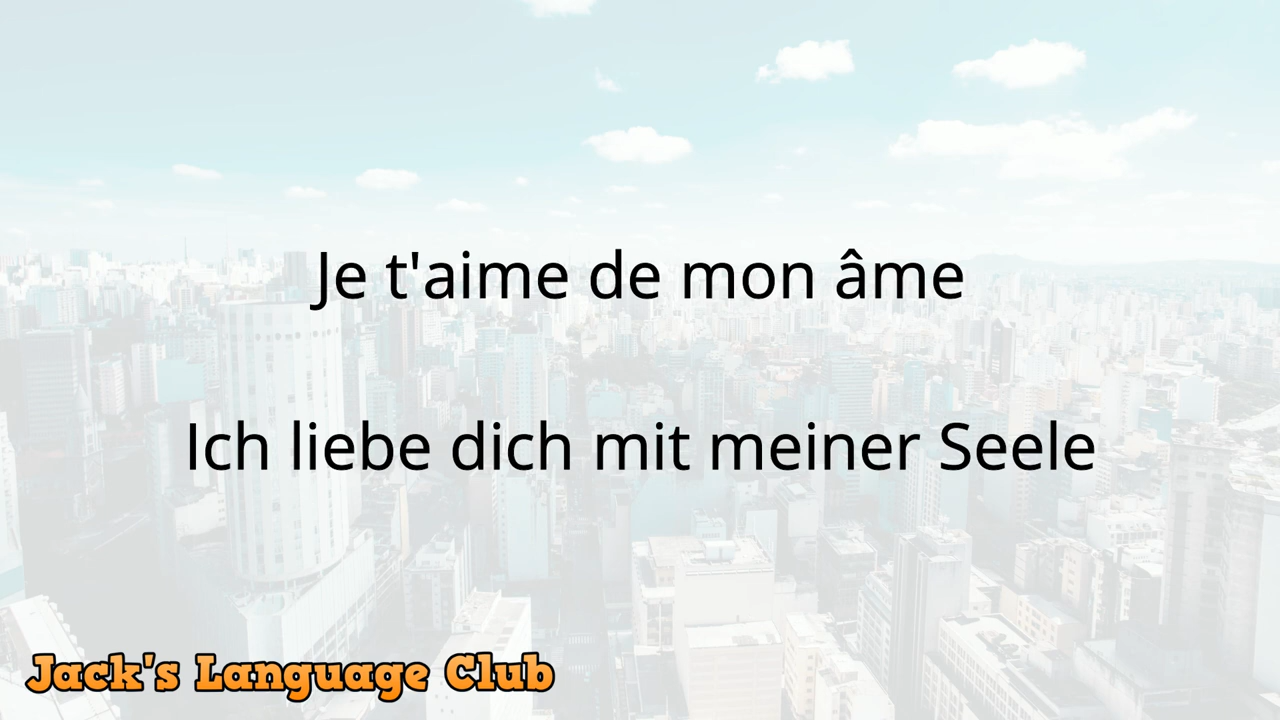 Je t'aime de mon âme
Ich liebe dich mit meiner Seele
Jack's Language Club